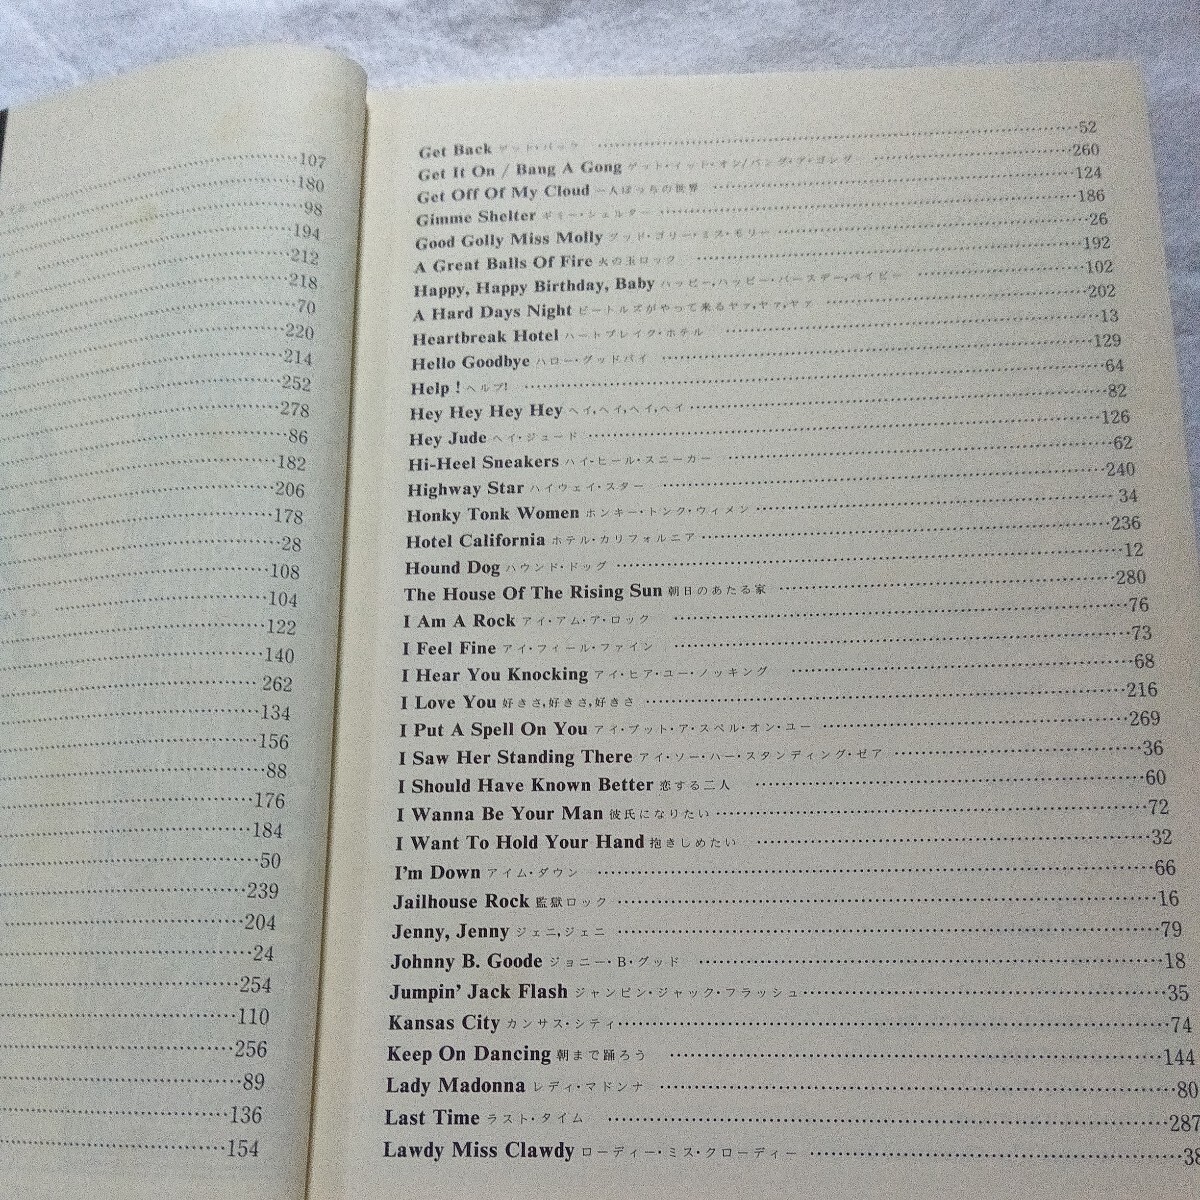 107
180
98
194
212
218
70
220
214
252
278
86
182
206
178
28
108
104
122
140
262
134
156
88
176
184
50
239
204
24
254
110
256
89
136
154
Get Back ゲット・バック 52
Get It On / Bang A Gong ゲット・イット・オン/バング・ア・ゴング 260
Get Off Of My Cloud 一人ぼっちの世界 124
Gimme Shelter ギミー・シェルター 186
Good Golly Miss Molly グッド・ゴリー・ミス・モリー 26
A Great Balls Of Fire 火の玉ロック 192
Happy, Happy Birthday, Baby ハッピー,ハッピー・バースデー,ベイビー 102
A Hard Days Night ビートルズがやって来るヤァ,ヤァ,ヤァ 202
Heartbreak Hotel ハートブレイク・ホテル 13
Hello Goodbye ハロー・グッドバイ 129
Help ! ヘルプ! 64
Hey Hey Hey Hey ヘイ,ヘイ,ヘイ,ヘイ 82
Hey Jude ヘイ・ジュード 126
Hi-Heel Sneakers ハイ・ヒール・スニーカー 62
Highway Star ハイウェイ・スター 240
Honky Tonk Women ホンキー・トンク・ウィメン 34
Hotel California ホテル・カリフォルニア 236
Hound Dog ハウンド・ドッグ 12
The House Of The Rising Sun 朝日のあたる家 280
I Am A Rock アイ・アム・ア・ロック 76
I Feel Fine アイ・フィール・ファイン 73
I Hear You Knocking アイ・ヒア・ユー・ノッキング 68
I Love You 好きさ,好きさ,好きさ 216
I Put A Spell On You アイ・プット・ア・スペル・オン・ユー 269
I Saw Her Standing There アイ・ソー・ハー・スタンディング・ゼア 36
I Should Have Known Better 恋する二人 60
I Wanna Be Your Man 彼氏になりたい 72
I Want To Hold Your Hand 抱きしめたい 32
I'm Down アイム・ダウン 66
Jailhouse Rock 監獄ロック 16
Jenny, Jenny ジェニ,ジェニ 79
Johnny B. Goode ジョニー・B・グッド 18
Jumpin' Jack Flash ジャンピン・ジャック・フラッシュ 35
Kansas City カンサス・シティ 74
Keep On Dancing 朝まで踊ろう 144
Lady Madonna レディ・マドンナ 80
Last Time ラスト・タイム 287
Lawdy Miss Clawdy ローディー・ミス・クローディー 38